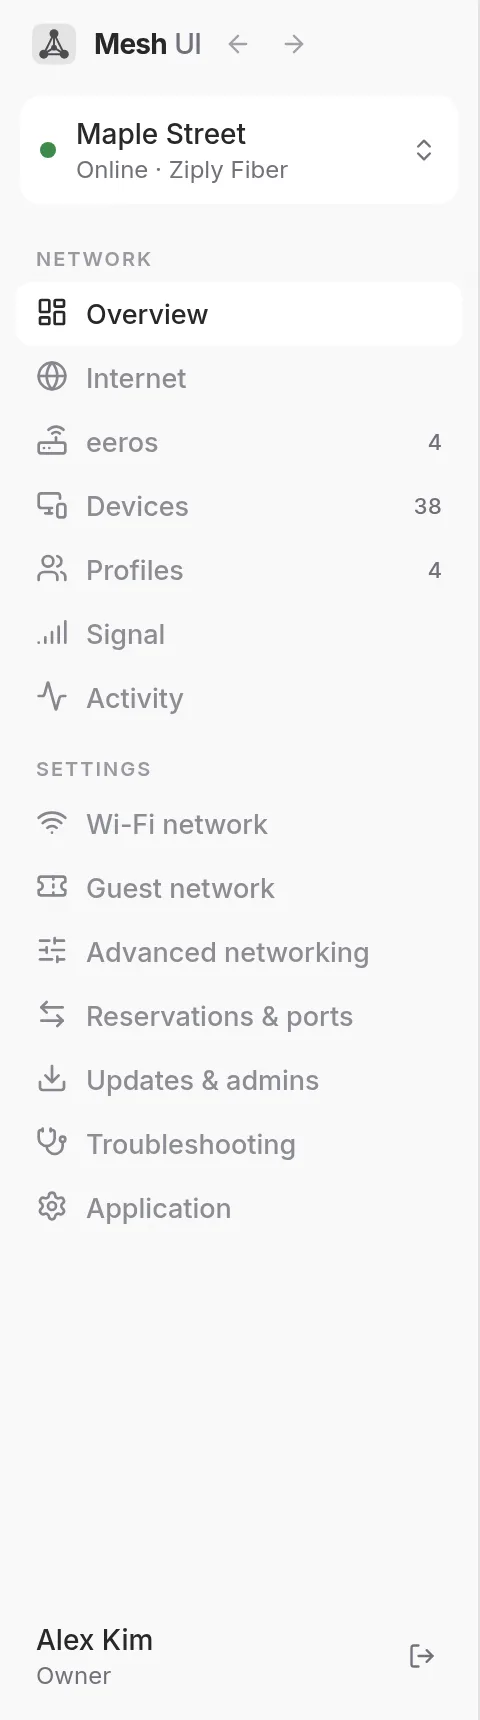 Mesh UI
Maple Street
Online · Ziply Fiber
NETWORK
Overview
Internet
eeros 4
Devices 38
Profiles 4
Signal
Activity
SETTINGS
Wi-Fi network
Guest network
Advanced networking
Reservations & ports
Updates & admins
Troubleshooting
Application
Alex Kim
Owner